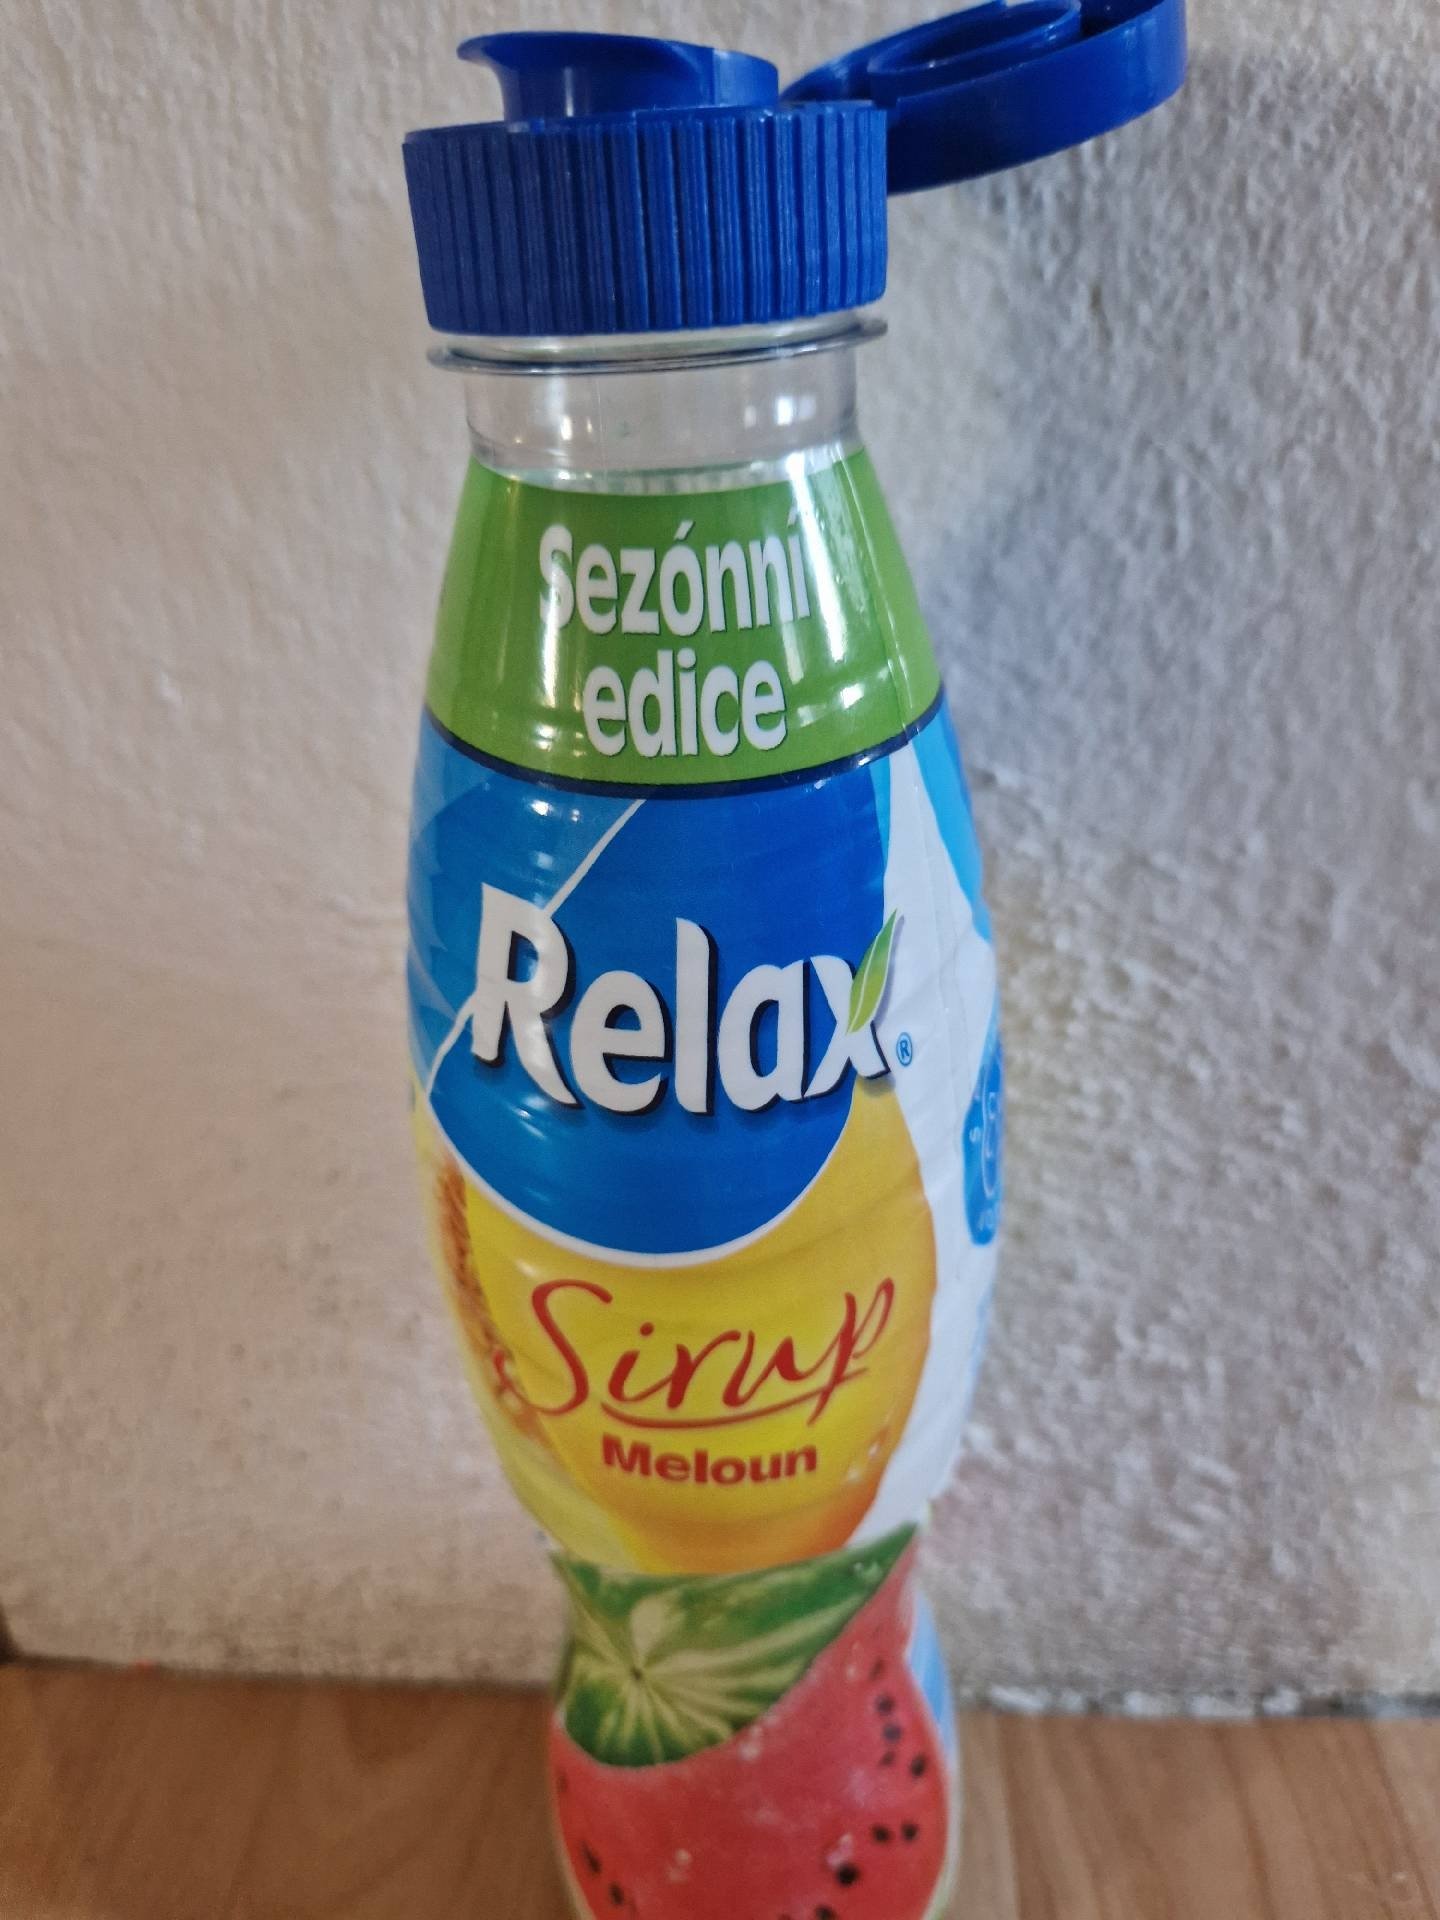 Sezónní
edice
Relax®
Sirup
Meloun